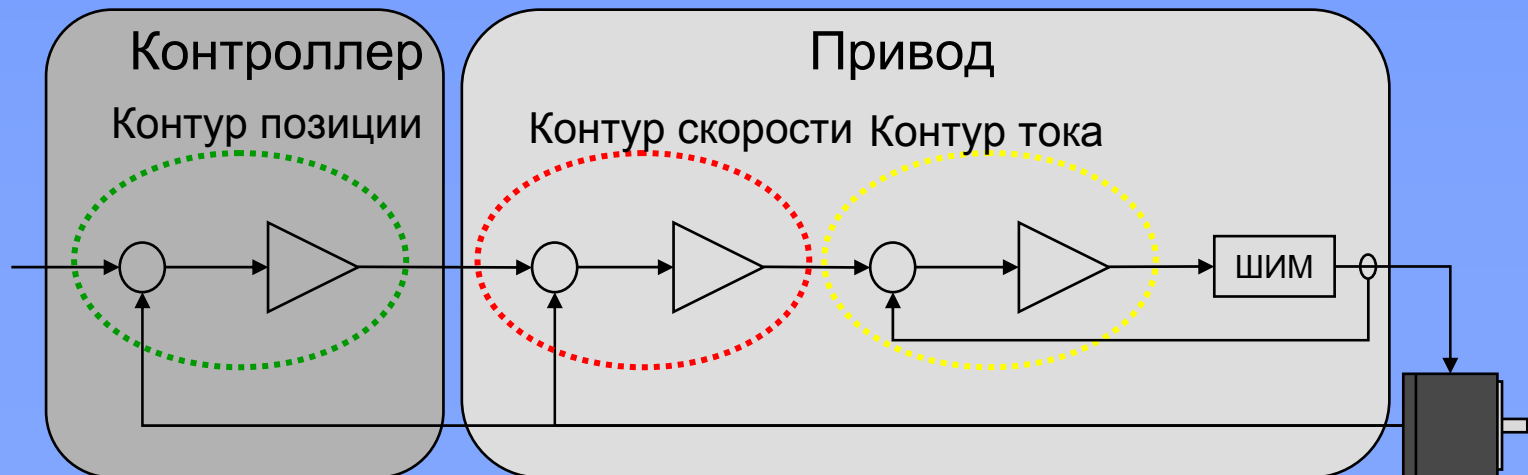 Контроллер
Привод
Контур позиции
Контур скорости
Контур тока
ШИМ